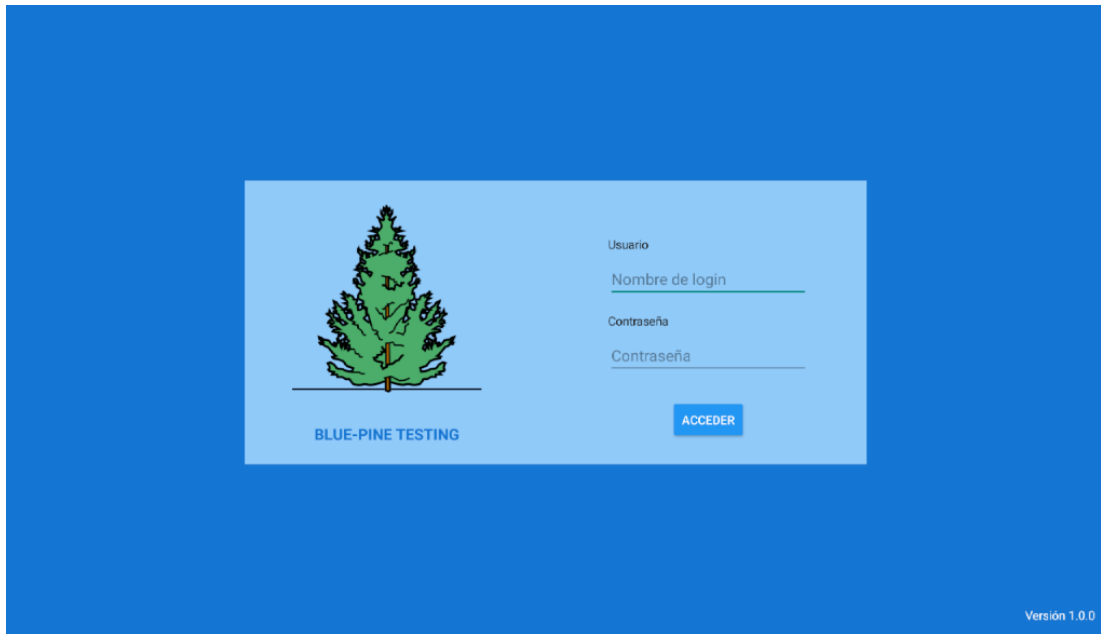 BLUE-PINE TESTING
Usuario
Nombre de login
Contraseña
Contraseña
ACCEDER
Versión 1.0.0